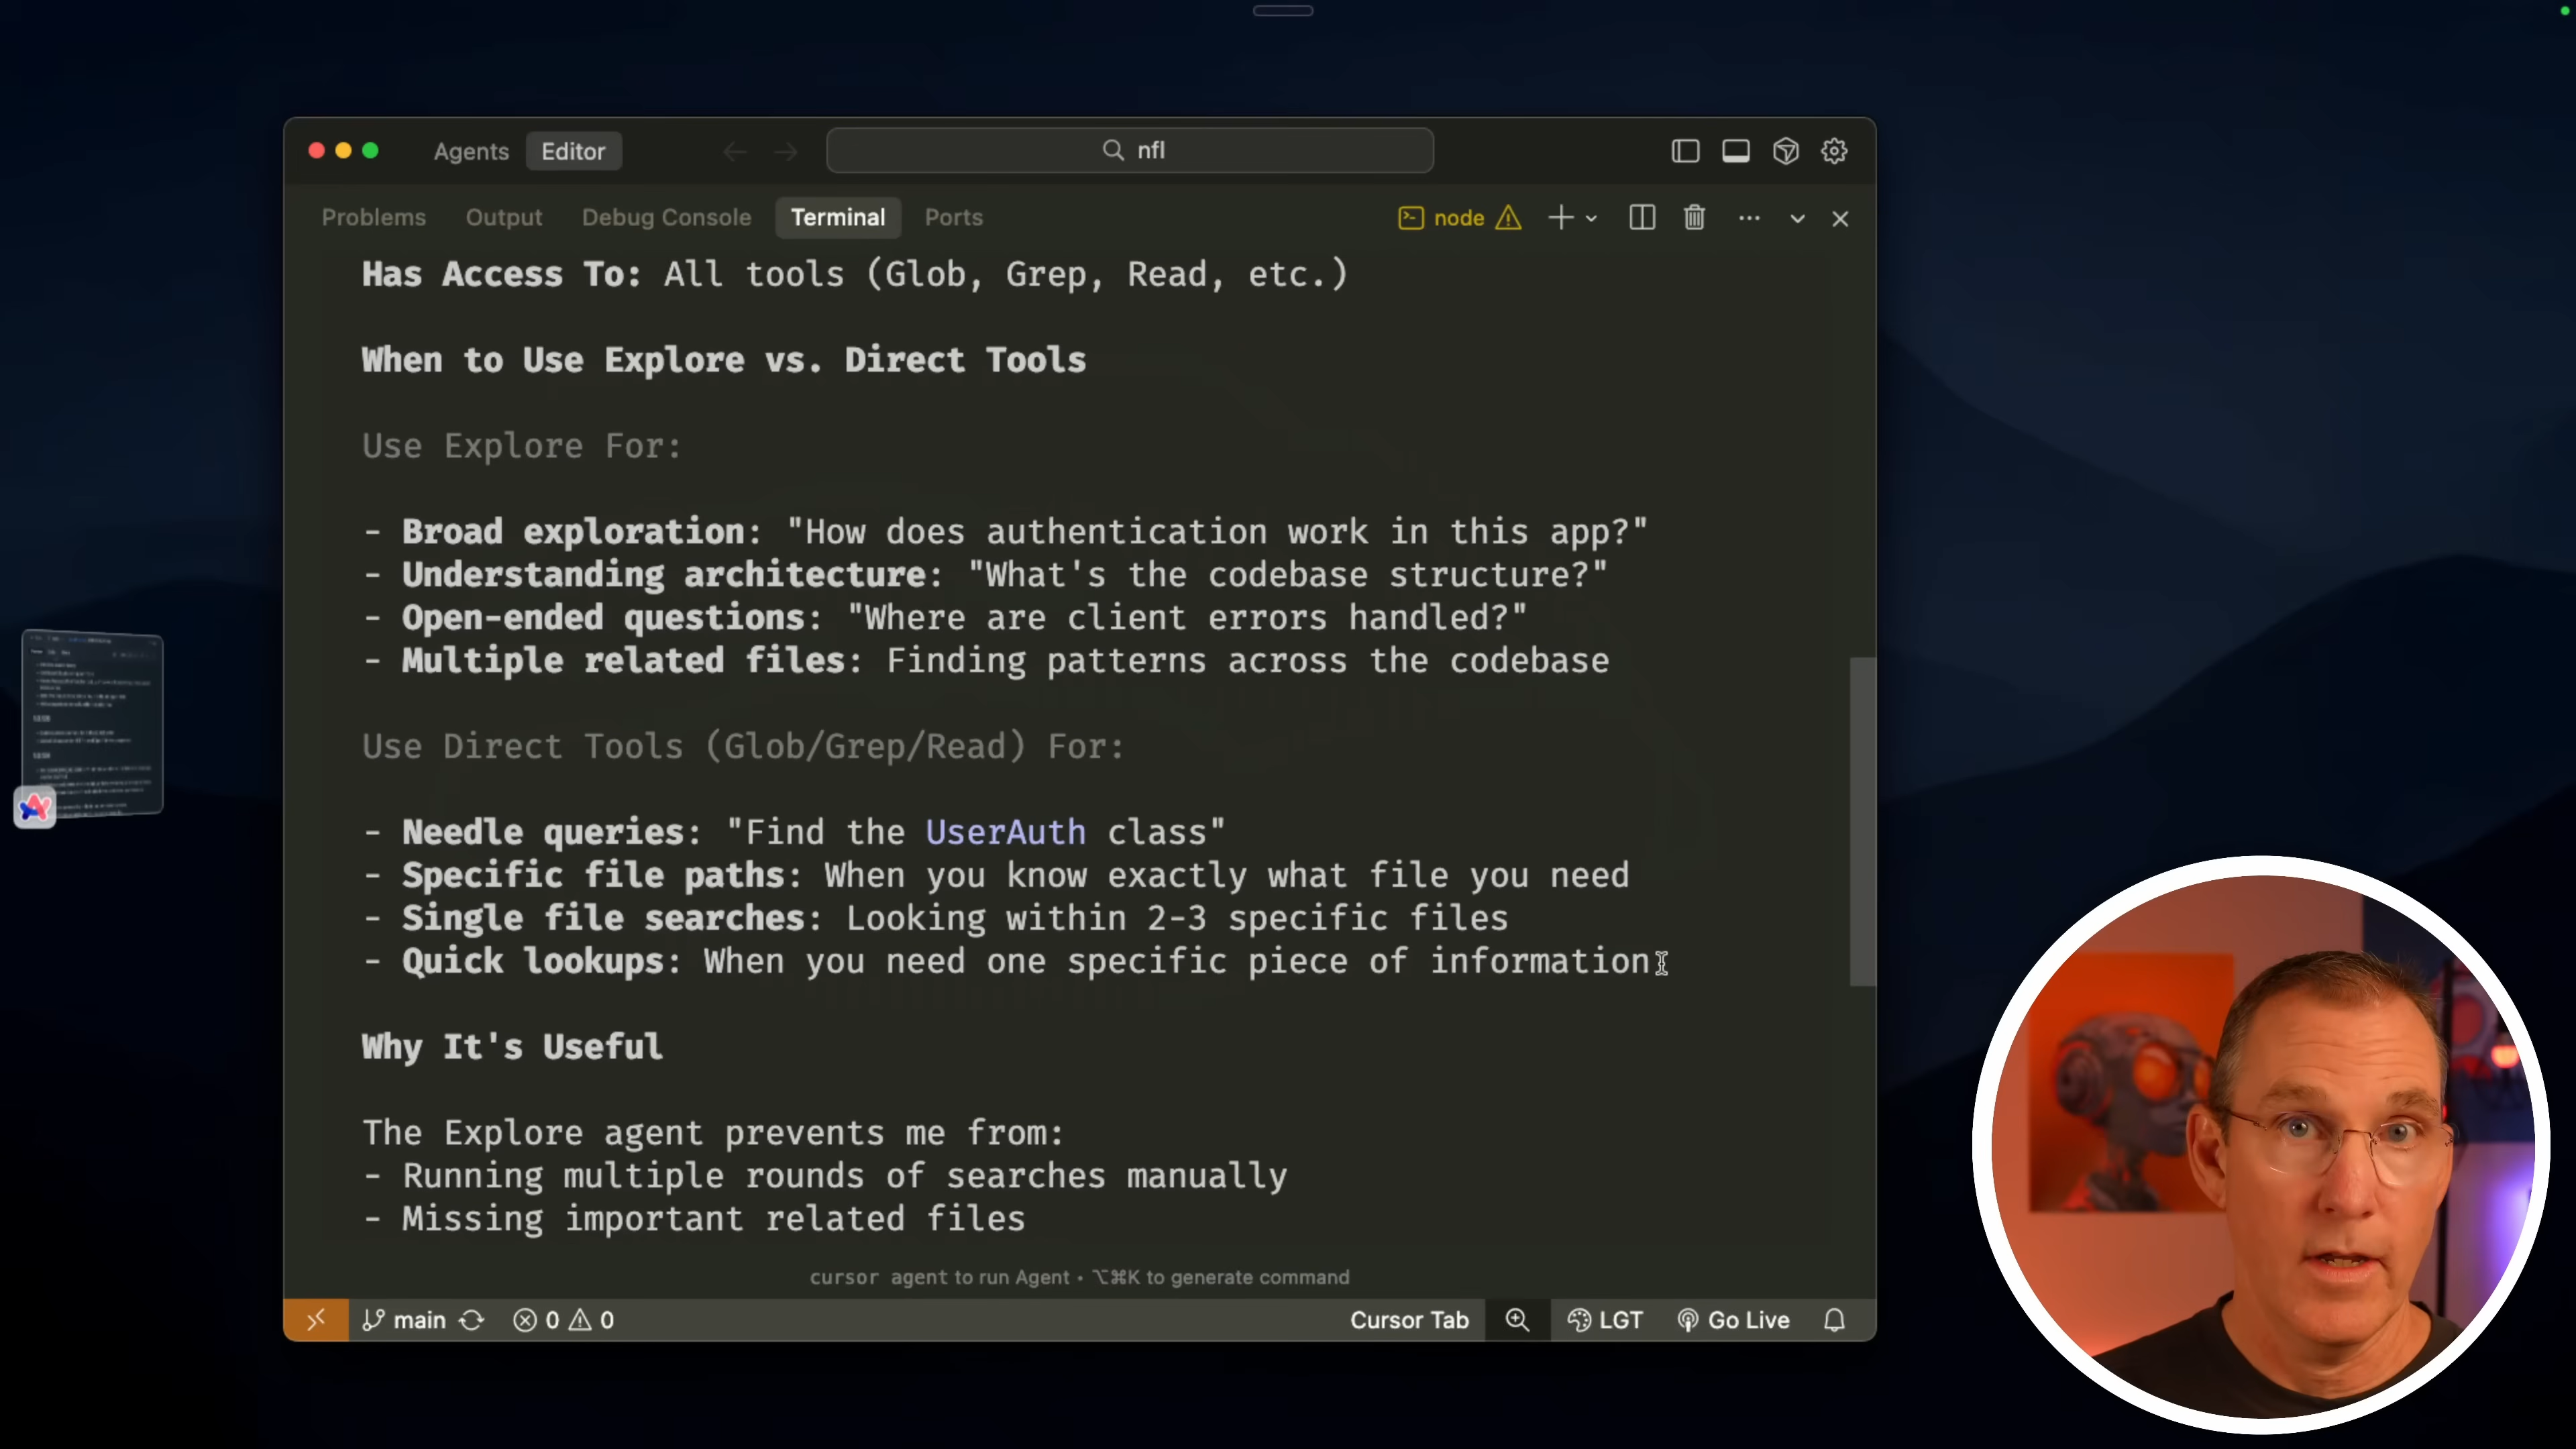 Agents Editor nfl
Problems Output Debug Console Terminal Ports node
Has Access To: All tools (Glob, Grep, Read, etc.)
When to Use Explore vs. Direct Tools
Use Explore For:
- Broad exploration: "How does authentication work in this app?"
- Understanding architecture: "What's the codebase structure?"
- Open-ended questions: "Where are client errors handled?"
- Multiple related files: Finding patterns across the codebase
Use Direct Tools (Glob/Grep/Read) For:
- Needle queries: "Find the UserAuth class"
- Specific file paths: When you know exactly what file you need
- Single file searches: Looking within 2-3 specific files
- Quick lookups: When you need one specific piece of information
Why It's Useful
The Explore agent prevents me from:
- Running multiple rounds of searches manually
- Missing important related files
cursor agent to run Agent • ⌥⌘K to generate command
main 0 0 Cursor Tab LGT Go Live